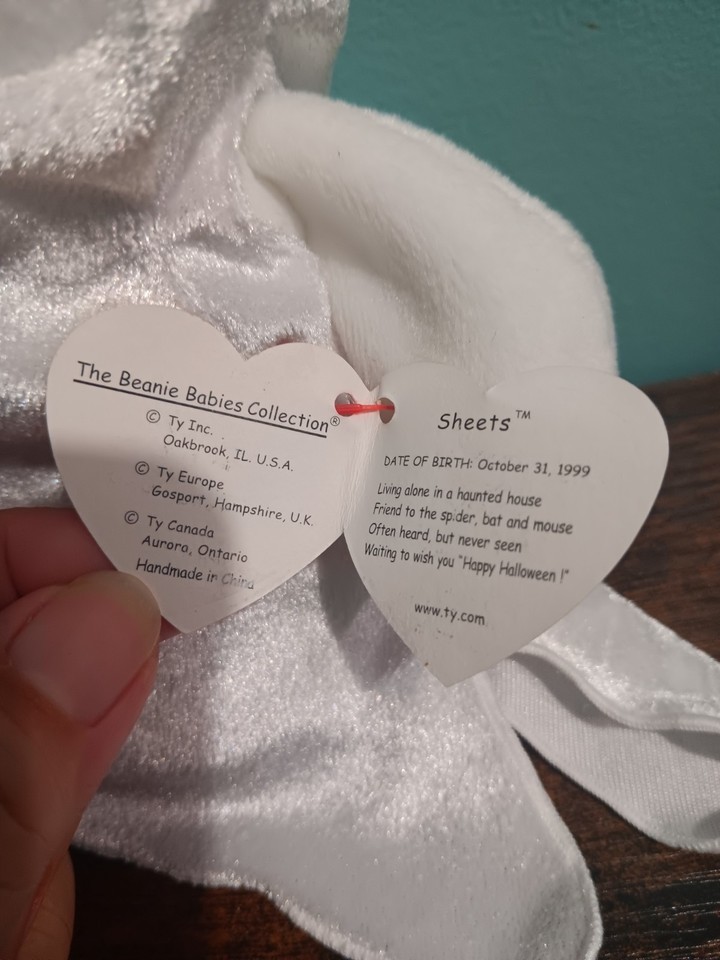 The Beanie Babies Collection®
© Ty Inc.
Oakbrook, IL. U.S.A.
© Ty Europe
Gosport, Hampshire, U.K.
© Ty Canada
Auroro, Ontario
Handmade in China
Sheets™
DATE OF BIRTH: October 31, 1999
Living alone in a haunted house
Friend to the spider, bat and mouse
Often heard, but never seen
Waiting to wish you "Happy Halloween !"
www.ty.com